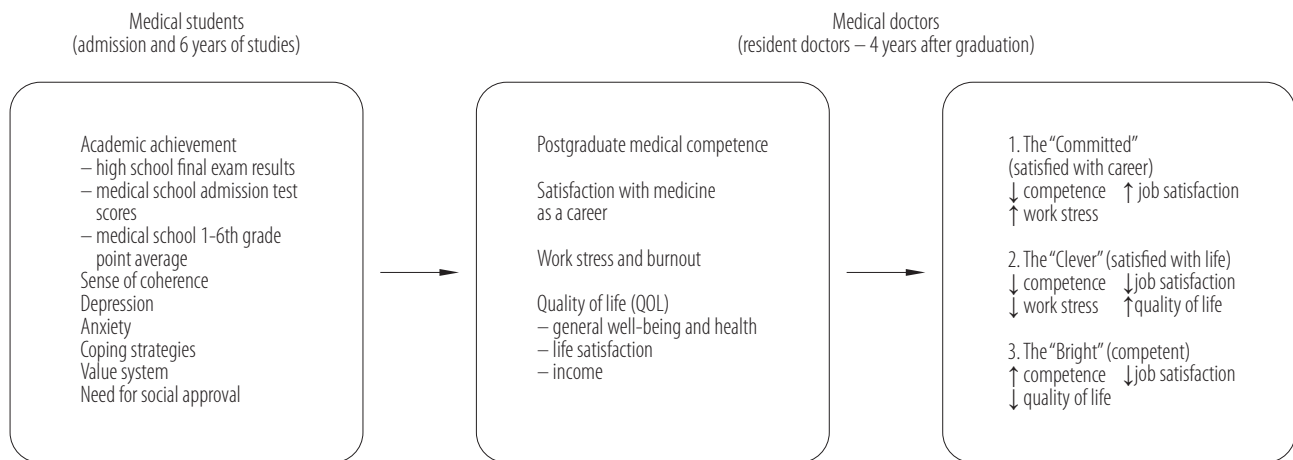 Medical students
(admission and 6 years of studies)
Medical doctors
(resident doctors – 4 years after graduation)
Academic achievement
– high school final exam results
– medical school admission test
scores
– medical school 1-6th grade
point average
Sense of coherence
Depression
Anxiety
Coping strategies
Value system
Need for social approval
Postgraduate medical competence
Satisfaction with medicine
as a career
Work stress and burnout
Quality of life (QOL)
– general well-being and health
– life satisfaction
– income
1. The “Committed”
(satisfied with career)
↓ competence ↑ job satisfaction
↑ work stress
2. The “Clever” (satisfied with life)
↓ competence ↓ job satisfaction
↓ work stress ↑ quality of life
3. The “Bright” (competent)
↑ competence ↓ job satisfaction
↓ quality of life